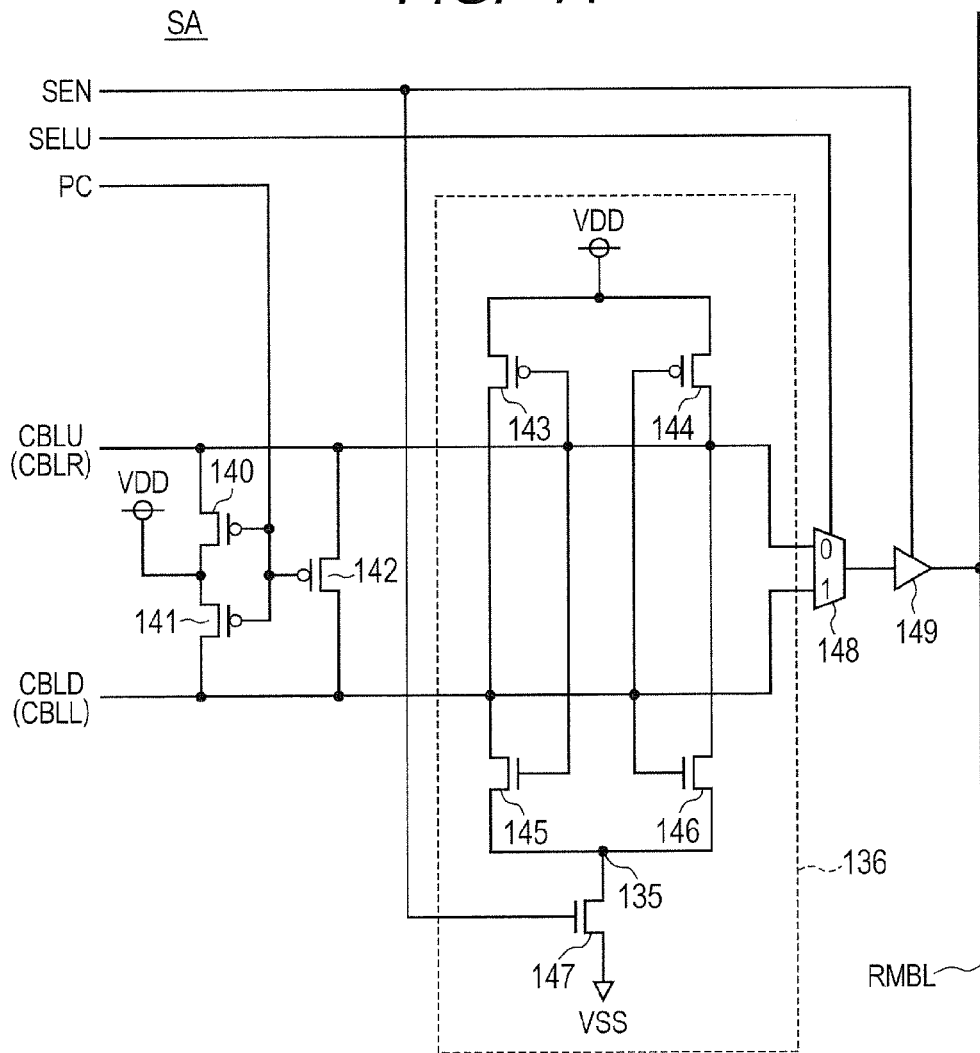 SA
SEN
SELU
PC
VDD
143
144
CBLU
(CBLR)
140
VDD
142
0
141
1
148
149
CBLD
(CBLL)
145
146
135
136
147
RMBL
VSS